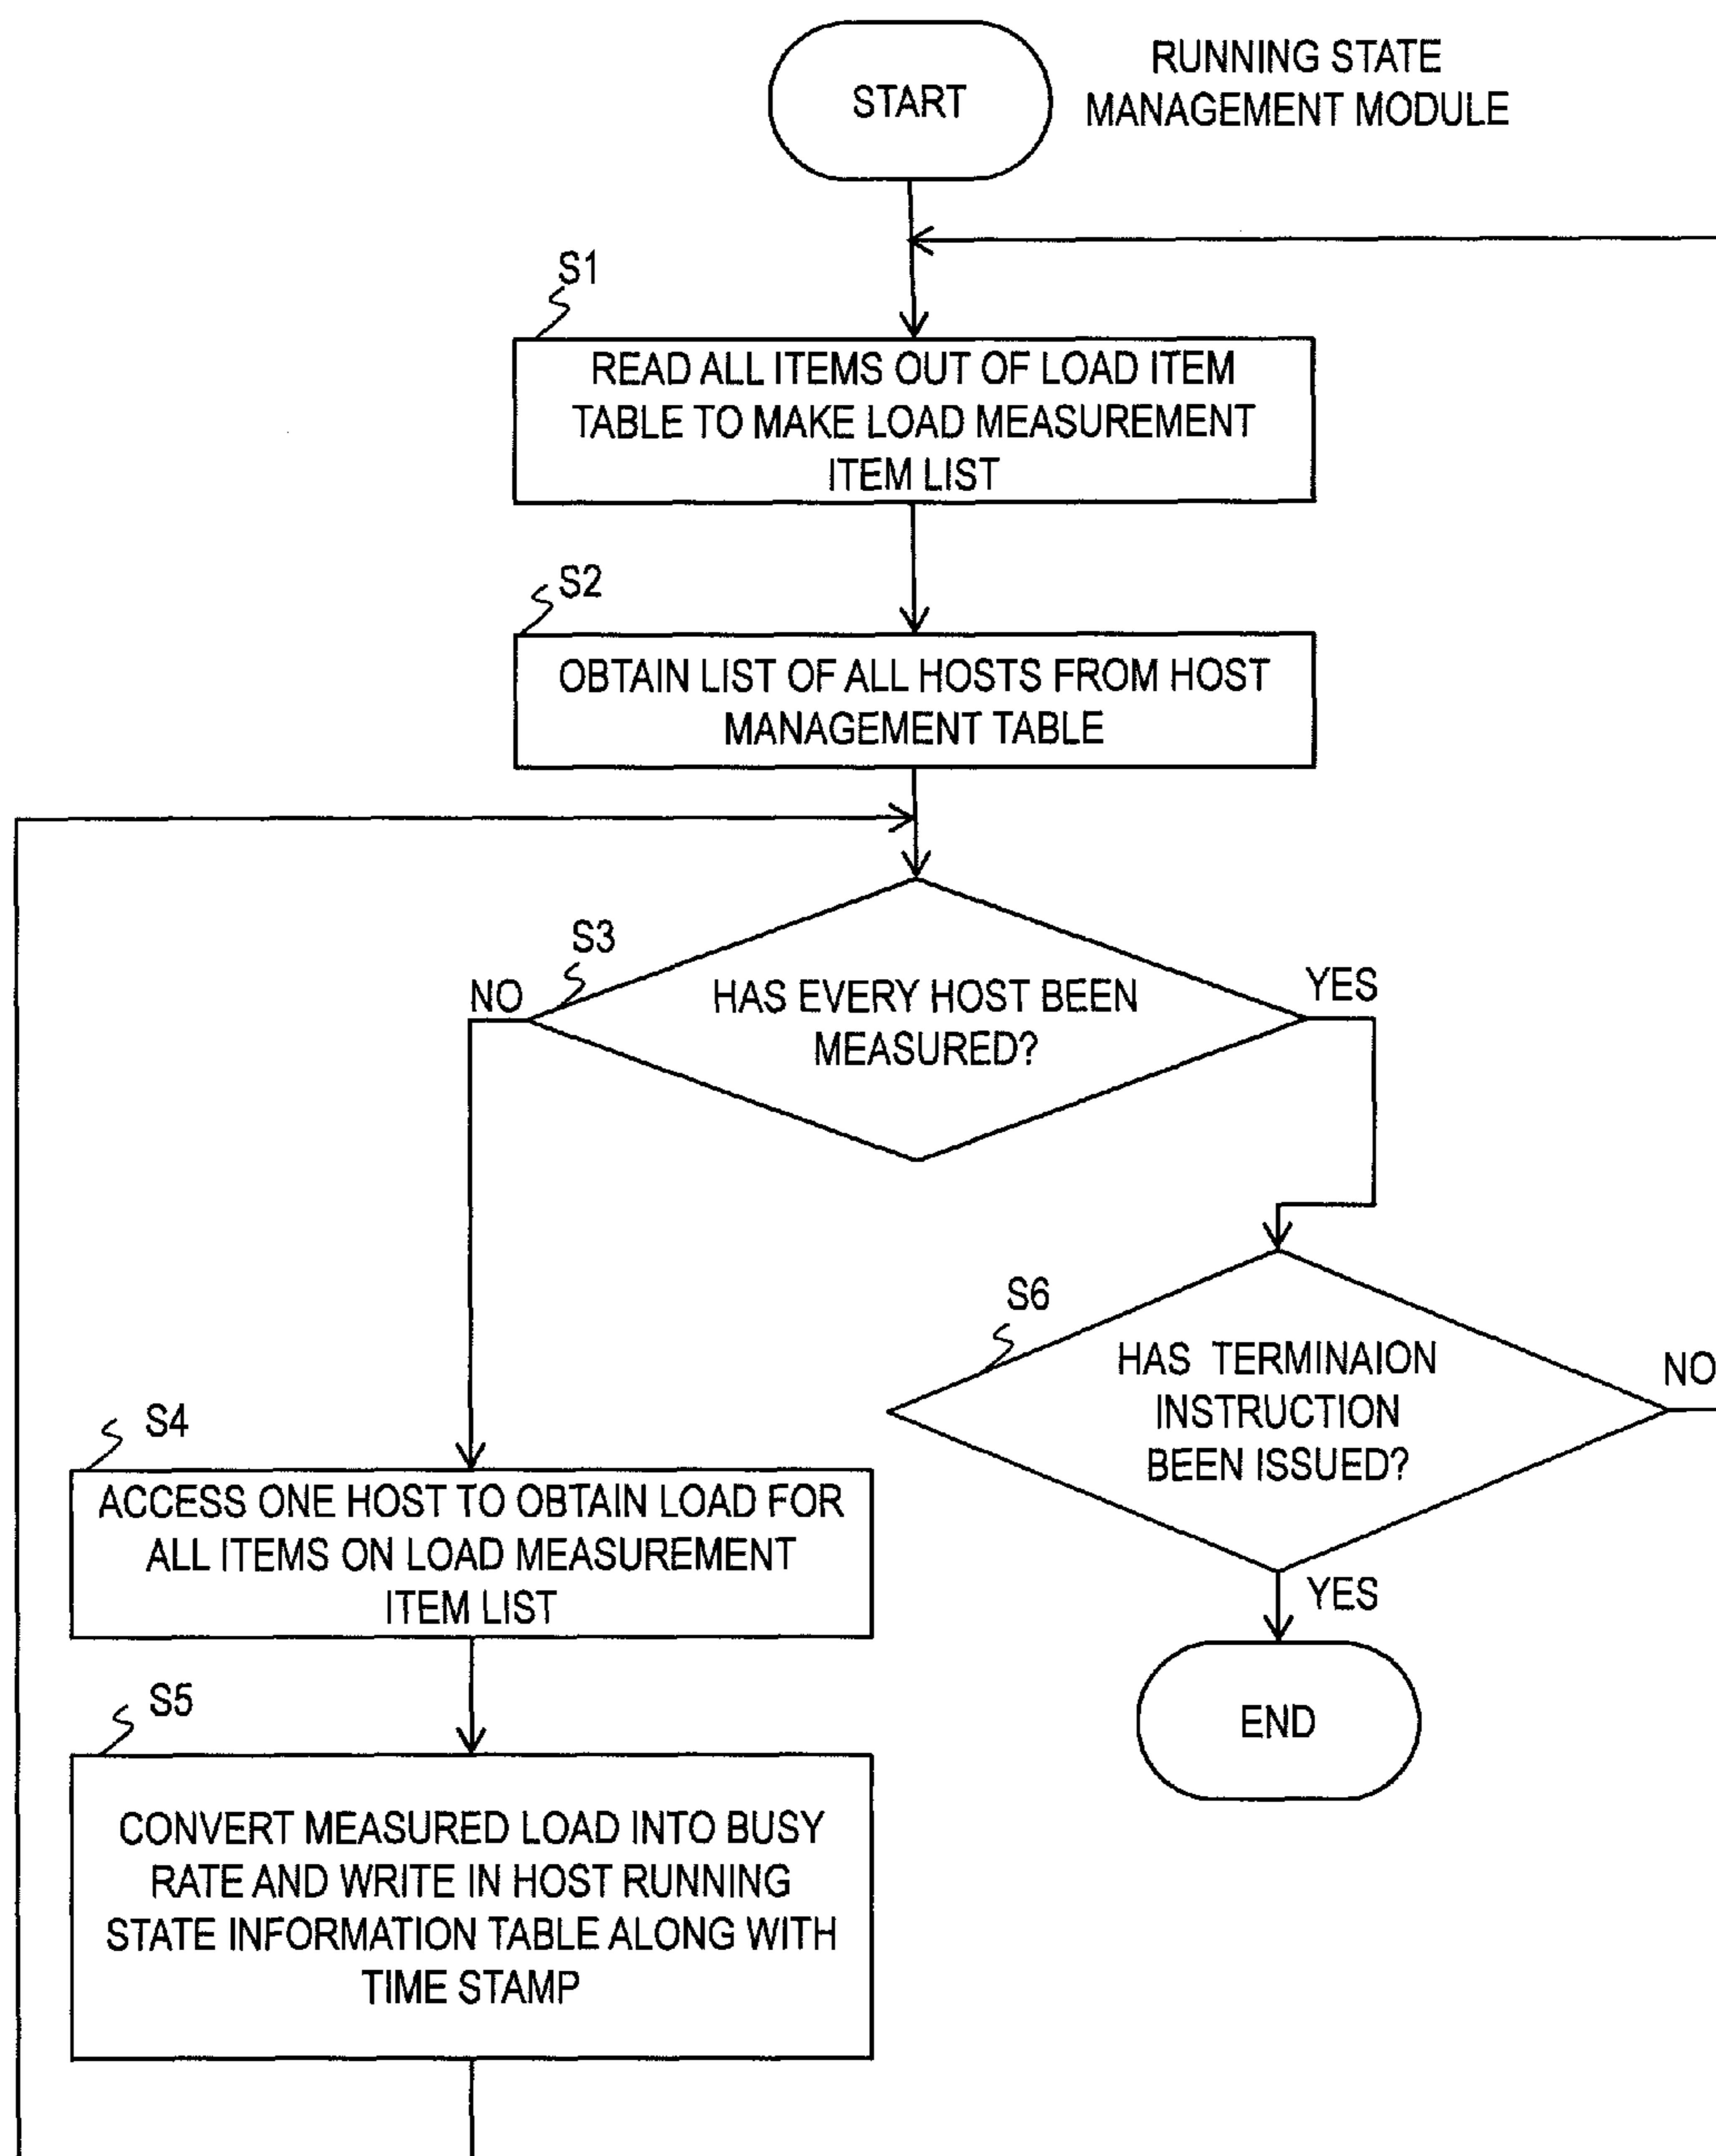 START
RUNNING STATE
MANAGEMENT MODULE
S1
READ ALL ITEMS OUT OF LOAD ITEM
TABLE TO MAKE LOAD MEASUREMENT
ITEM LIST
S2
OBTAIN LIST OF ALL HOSTS FROM HOST
MANAGEMENT TABLE
S3
NO
HAS EVERY HOST BEEN
MEASURED?
YES
S6
HAS TERMINAION
INSTRUCTION
BEEN ISSUED?
NO
YES
END
S4
ACCESS ONE HOST TO OBTAIN LOAD FOR
ALL ITEMS ON LOAD MEASUREMENT
ITEM LIST
S5
CONVERT MEASURED LOAD INTO BUSY
RATE AND WRITE IN HOST RUNNING
STATE INFORMATION TABLE ALONG WITH
TIME STAMP